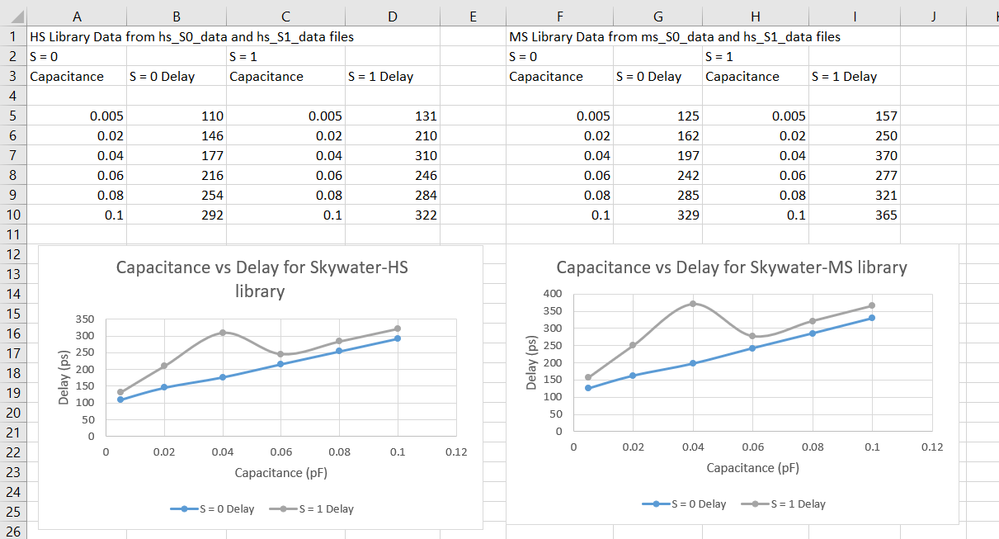 A B C D E F G H I J
1 HS Library Data from hs_S0_data and hs_S1_data files MS Library Data from ms_S0_data and hs_S1_data files
2 S = 0 S = 1 S = 0 S = 1
3 Capacitance S = 0 Delay Capacitance S = 1 Delay Capacitance S = 0 Delay Capacitance S = 1 Delay
4
5 0.005 110 0.005 131 0.005 125 0.005 157
6 0.02 146 0.02 210 0.02 162 0.02 250
7 0.04 177 0.04 310 0.04 197 0.04 370
8 0.06 216 0.06 246 0.06 242 0.06 277
9 0.08 254 0.08 284 0.08 285 0.08 321
10 0.1 292 0.1 322 0.1 329 0.1 365
11
12
13
14
15
16
17
18
19
20
21
22
23
24
25
26
Capacitance vs Delay for Skywater-HS
library
350
300
250
200
150
100
50
0
Delay (ps)
0 0.02 0.04 0.06 0.08 0.1 0.12
Capacitance (pF)
S = 0 Delay S = 1 Delay
Capacitance vs Delay for Skywater-MS library
400
350
300
250
200
150
100
50
0
Delay (ps)
0 0.02 0.04 0.06 0.08 0.1 0.12
Capacitance (pF)
S = 0 Delay S = 1 Delay